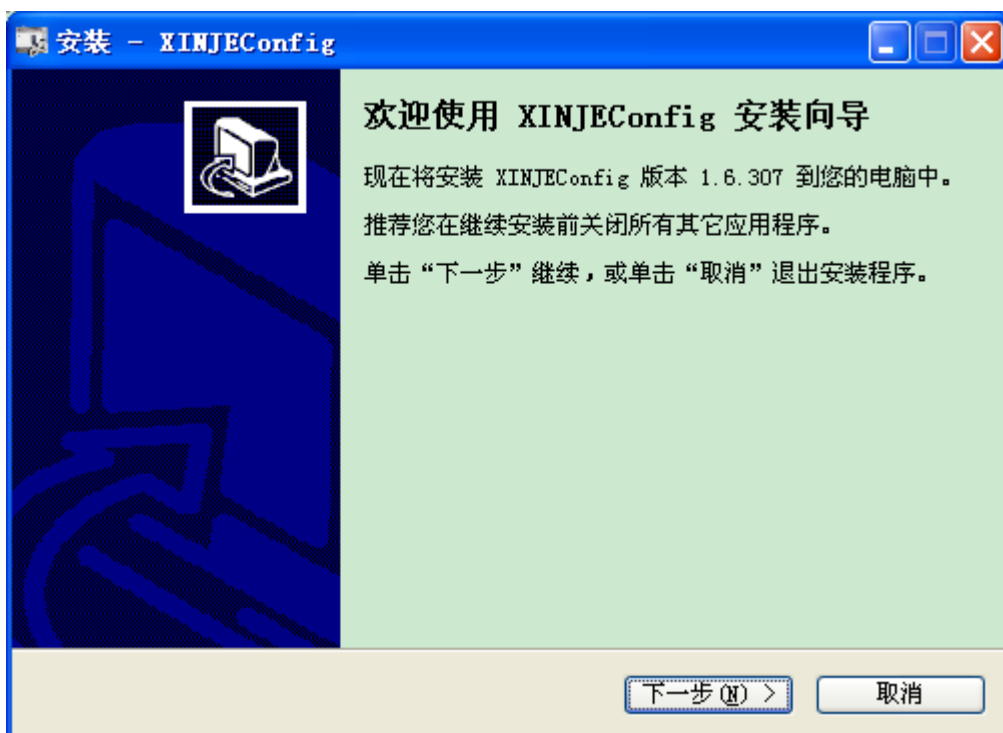 安装 - XINJEConfig
欢迎使用 XINJEConfig 安装向导
现在将安装 XINJEConfig 版本 1.6.307 到您的电脑中。
推荐您在继续安装前关闭所有其它应用程序。
单击“下一步”继续，或单击“取消”退出安装程序。
下一步(N) >
取消